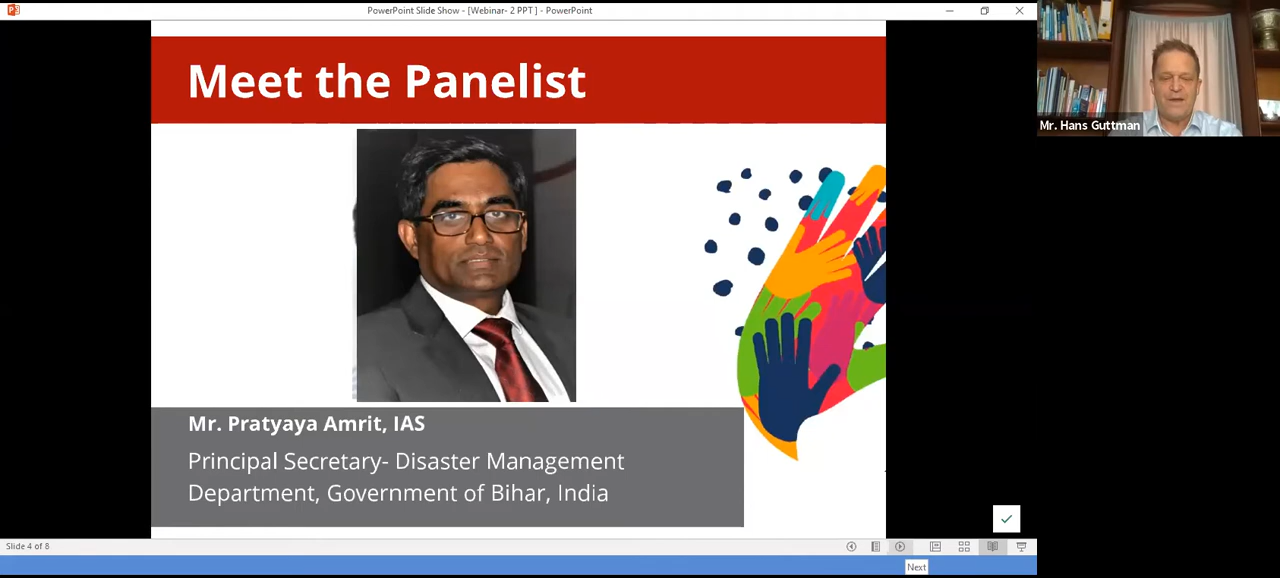 PowerPoint Slide Show - [Webinar- 2 PPT ] - PowerPoint
Meet the Panelist
Mr. Hans Guttman
Mr. Pratyaya Amrit, IAS
Principal Secretary- Disaster Management
Department, Government of Bihar, India
Slide 4 of 8
Next